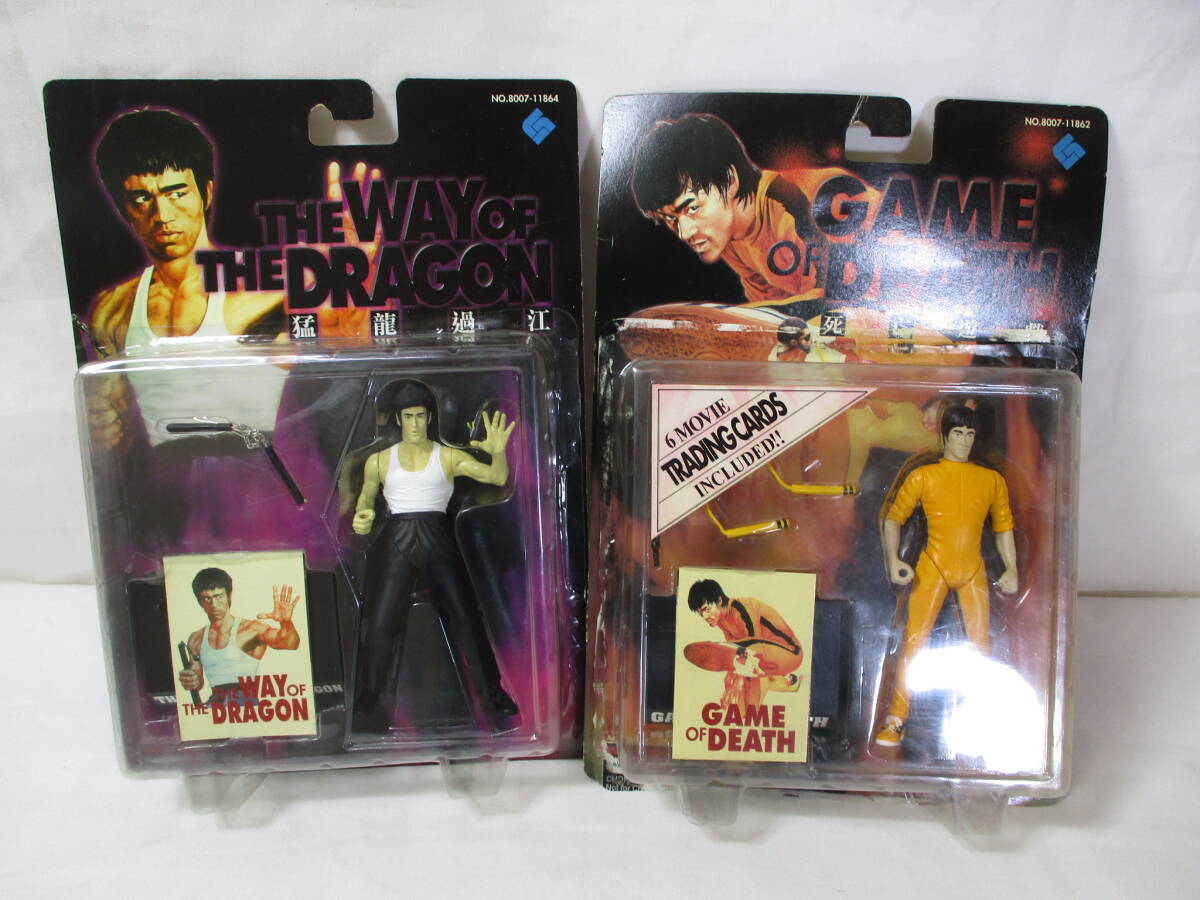 NO.8007-11864
THE WAY OF
THE DRAGON
猛龍過江
THE WAY OF
THE DRAGON
NO.8007-11862
GAME
OF DEATH
死亡遊戲
6 MOVIE
TRADING CARDS
INCLUDED!!
GAME
OF DEATH